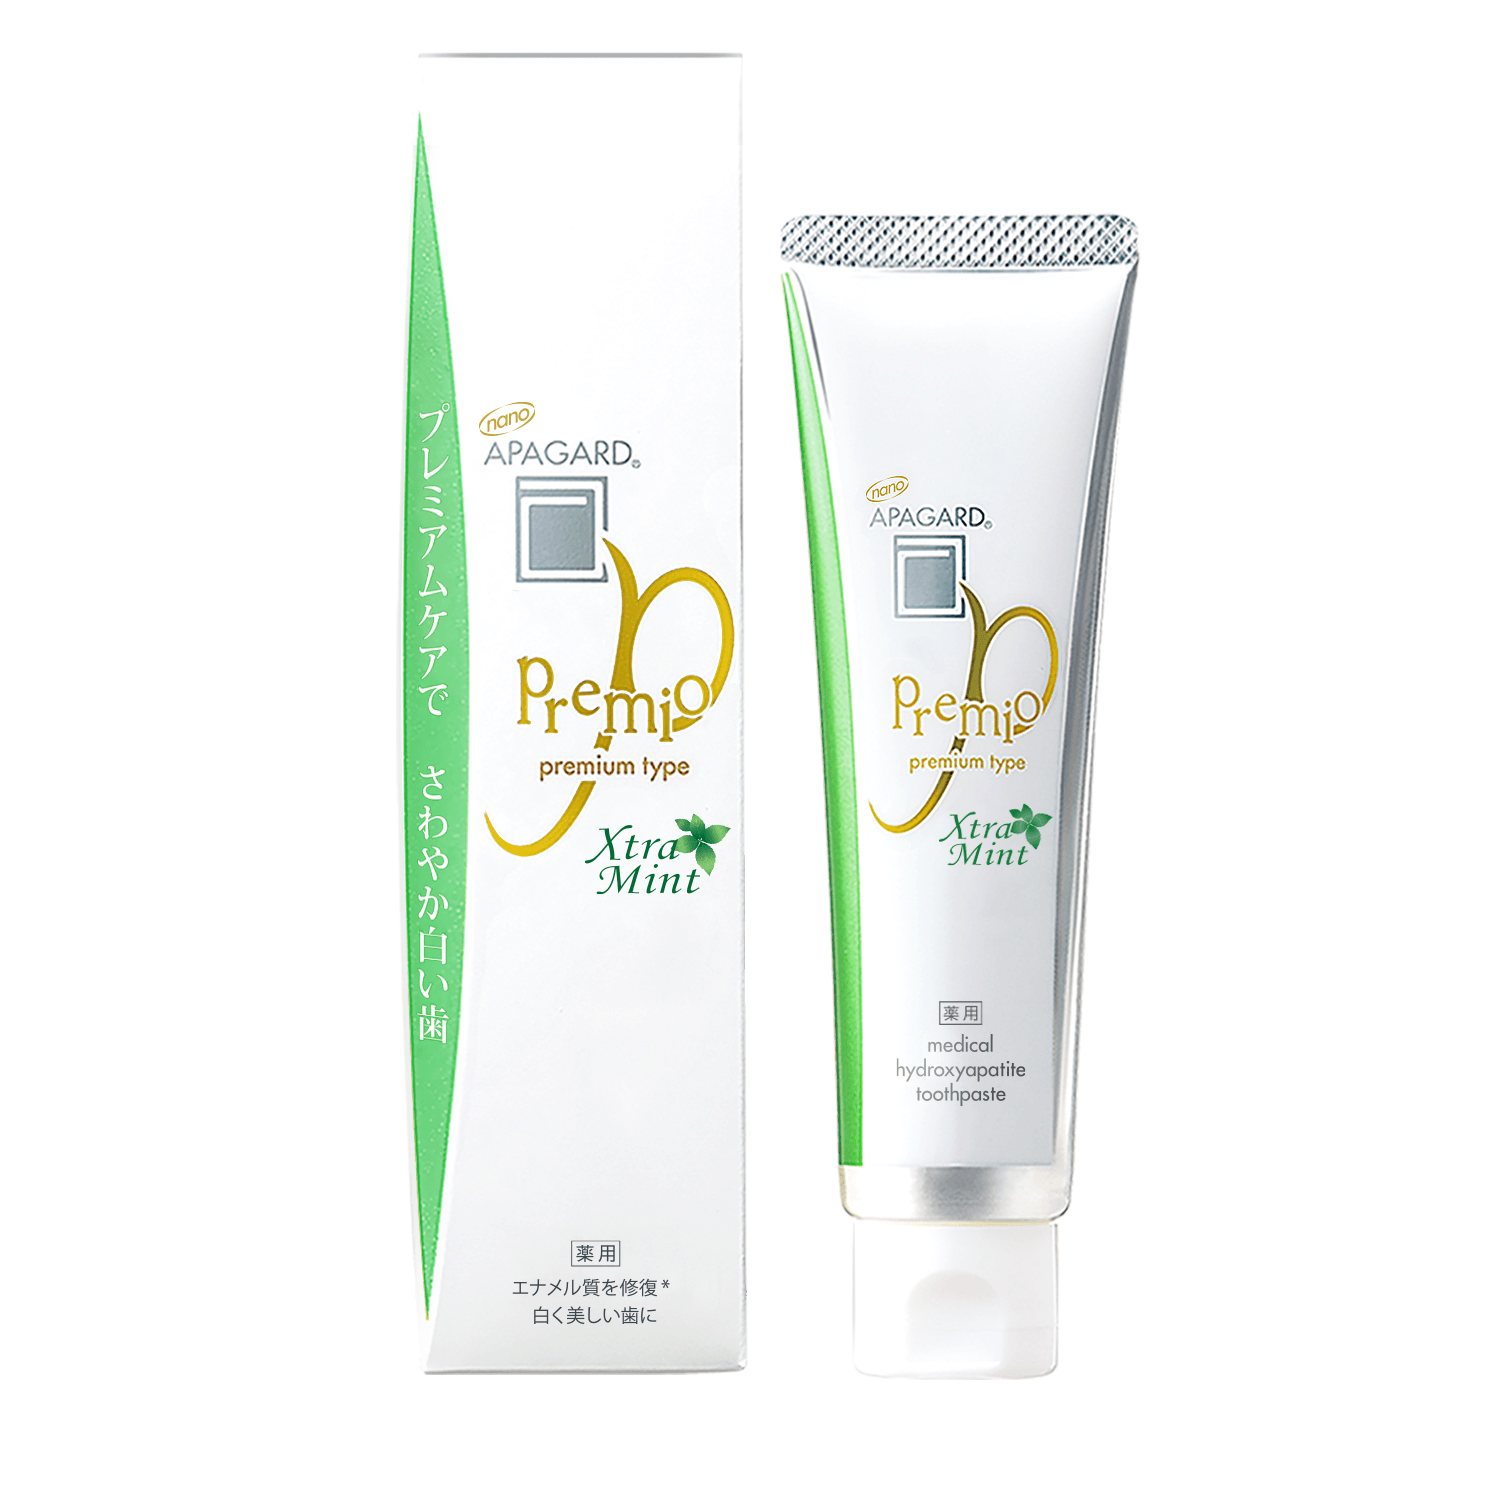 プレミアムケアで さわやか白い歯
nano
APAGARD®
p
Premio
premium type
Xtra
Mint
薬用
エナメル質を修復*
白く美しい歯に
nano
APAGARD®
p
Premio
premium type
Xtra
Mint
薬用
medical
hydroxyapatite
toothpaste